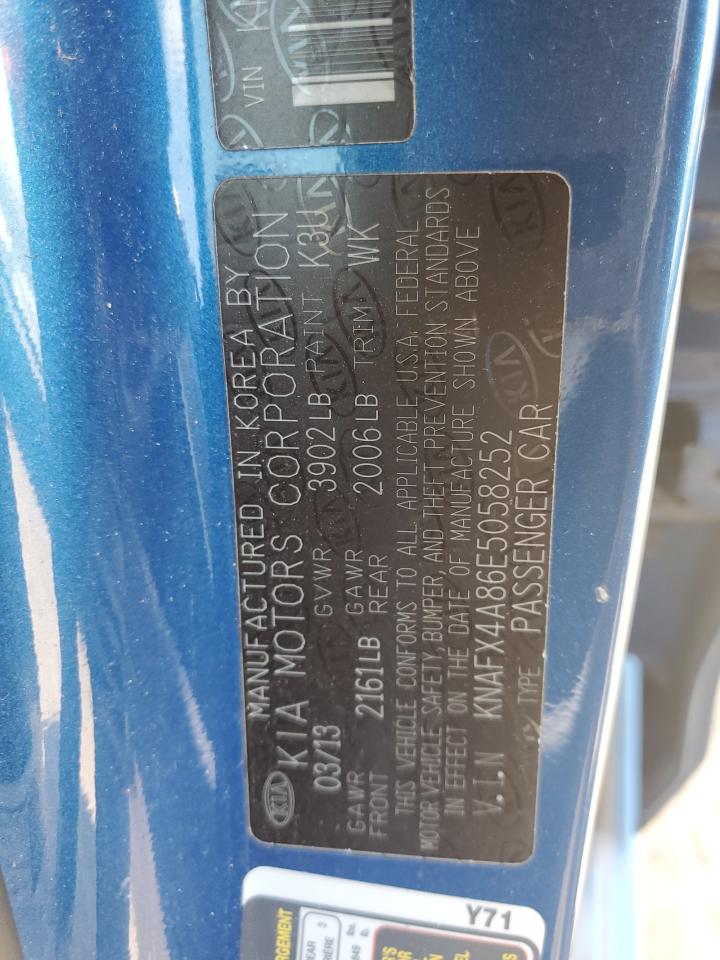 VIN
MANUFACTURED IN KOREA BY
KIA KIA MOTORS CORPORATION
03/13 GVWR 3902LB PAINT K3U
GAWR FRONT 2161LB GAWR REAR 2006LB TRIM: WK
THIS VEHICLE CONFORMS TO ALL APPLICABLE U.S.A. FEDERAL
MOTOR VEHICLE SAFETY, BUMPER, AND THEFT PREVENTION STANDARDS
IN EFFECT ON THE DATE OF MANUFACTURE SHOWN ABOVE
V.I.N KNAFX4A86E5058252
TYPE PASSENGER CAR
Y71